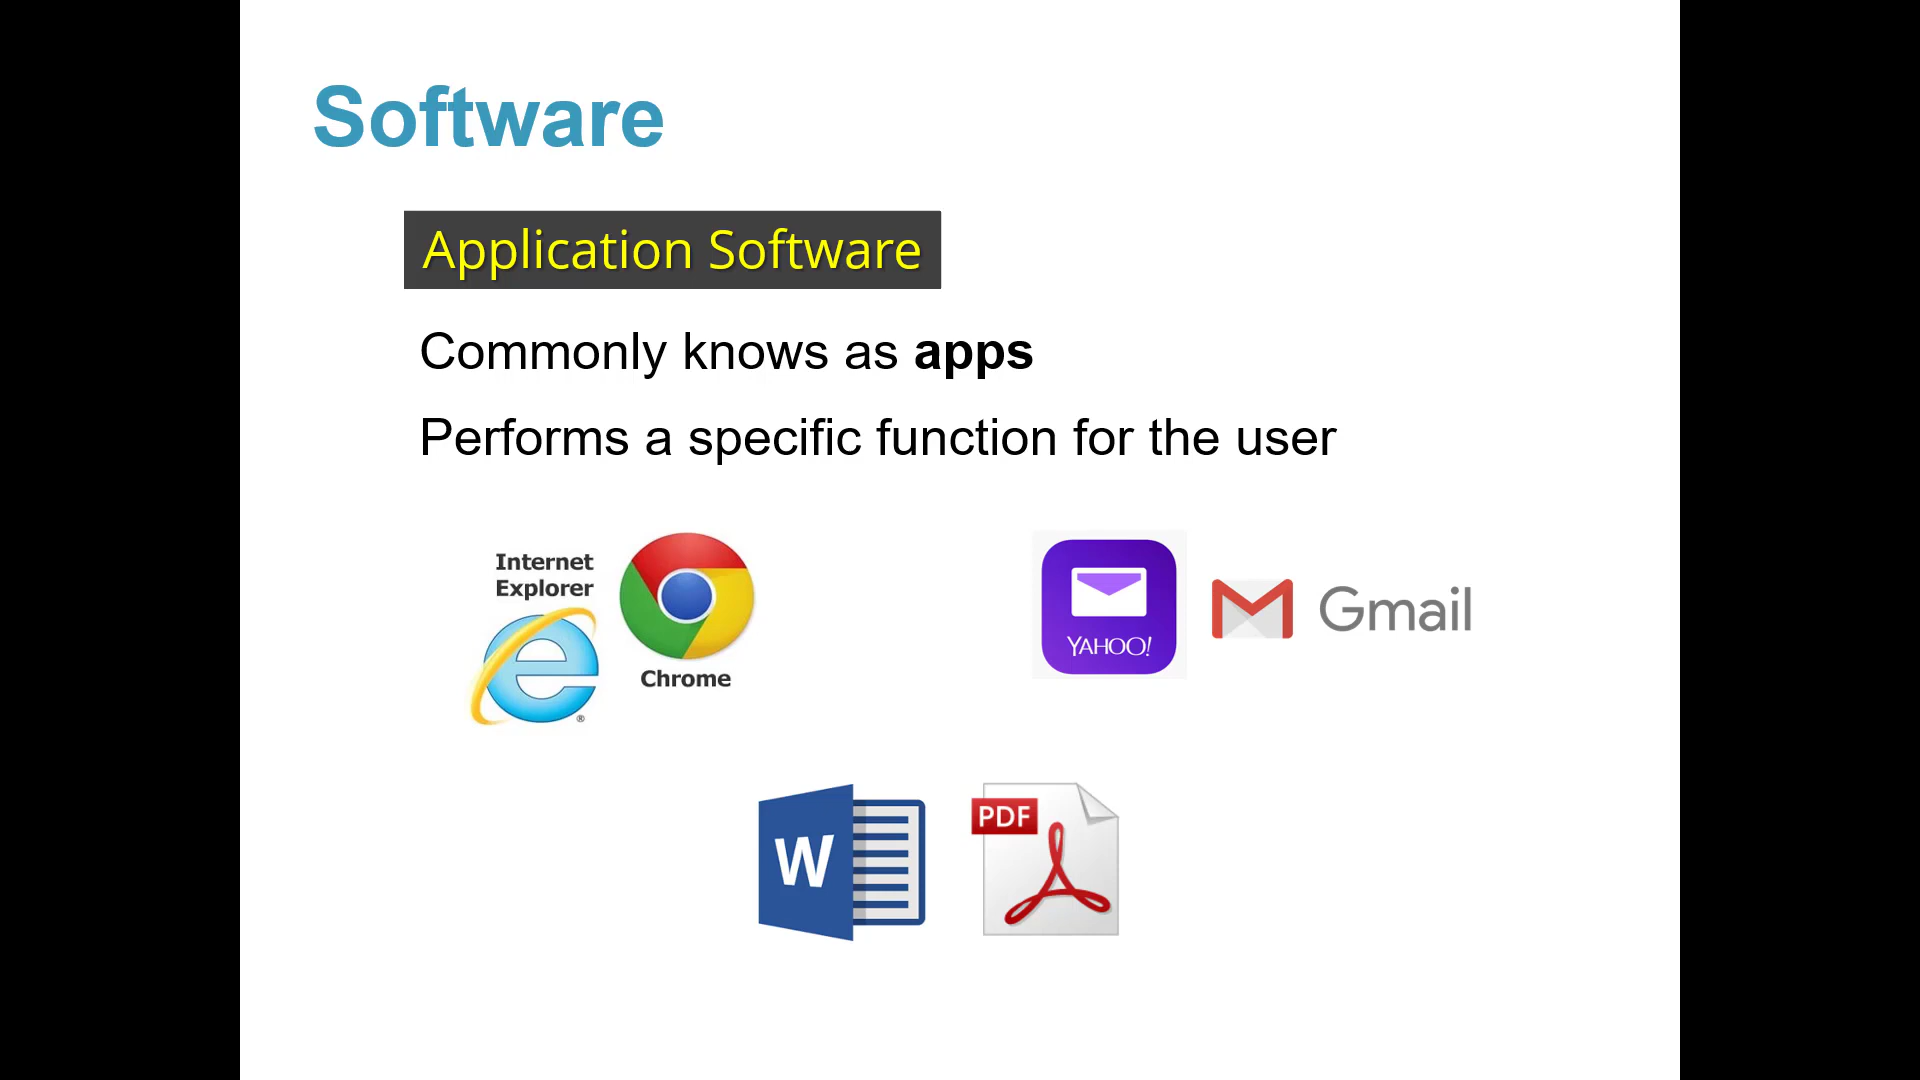 Software
Application Software
Commonly knows as apps
Performs a specific function for the user
Internet
Explorer
Chrome
YAHOO!
Gmail
W
PDF